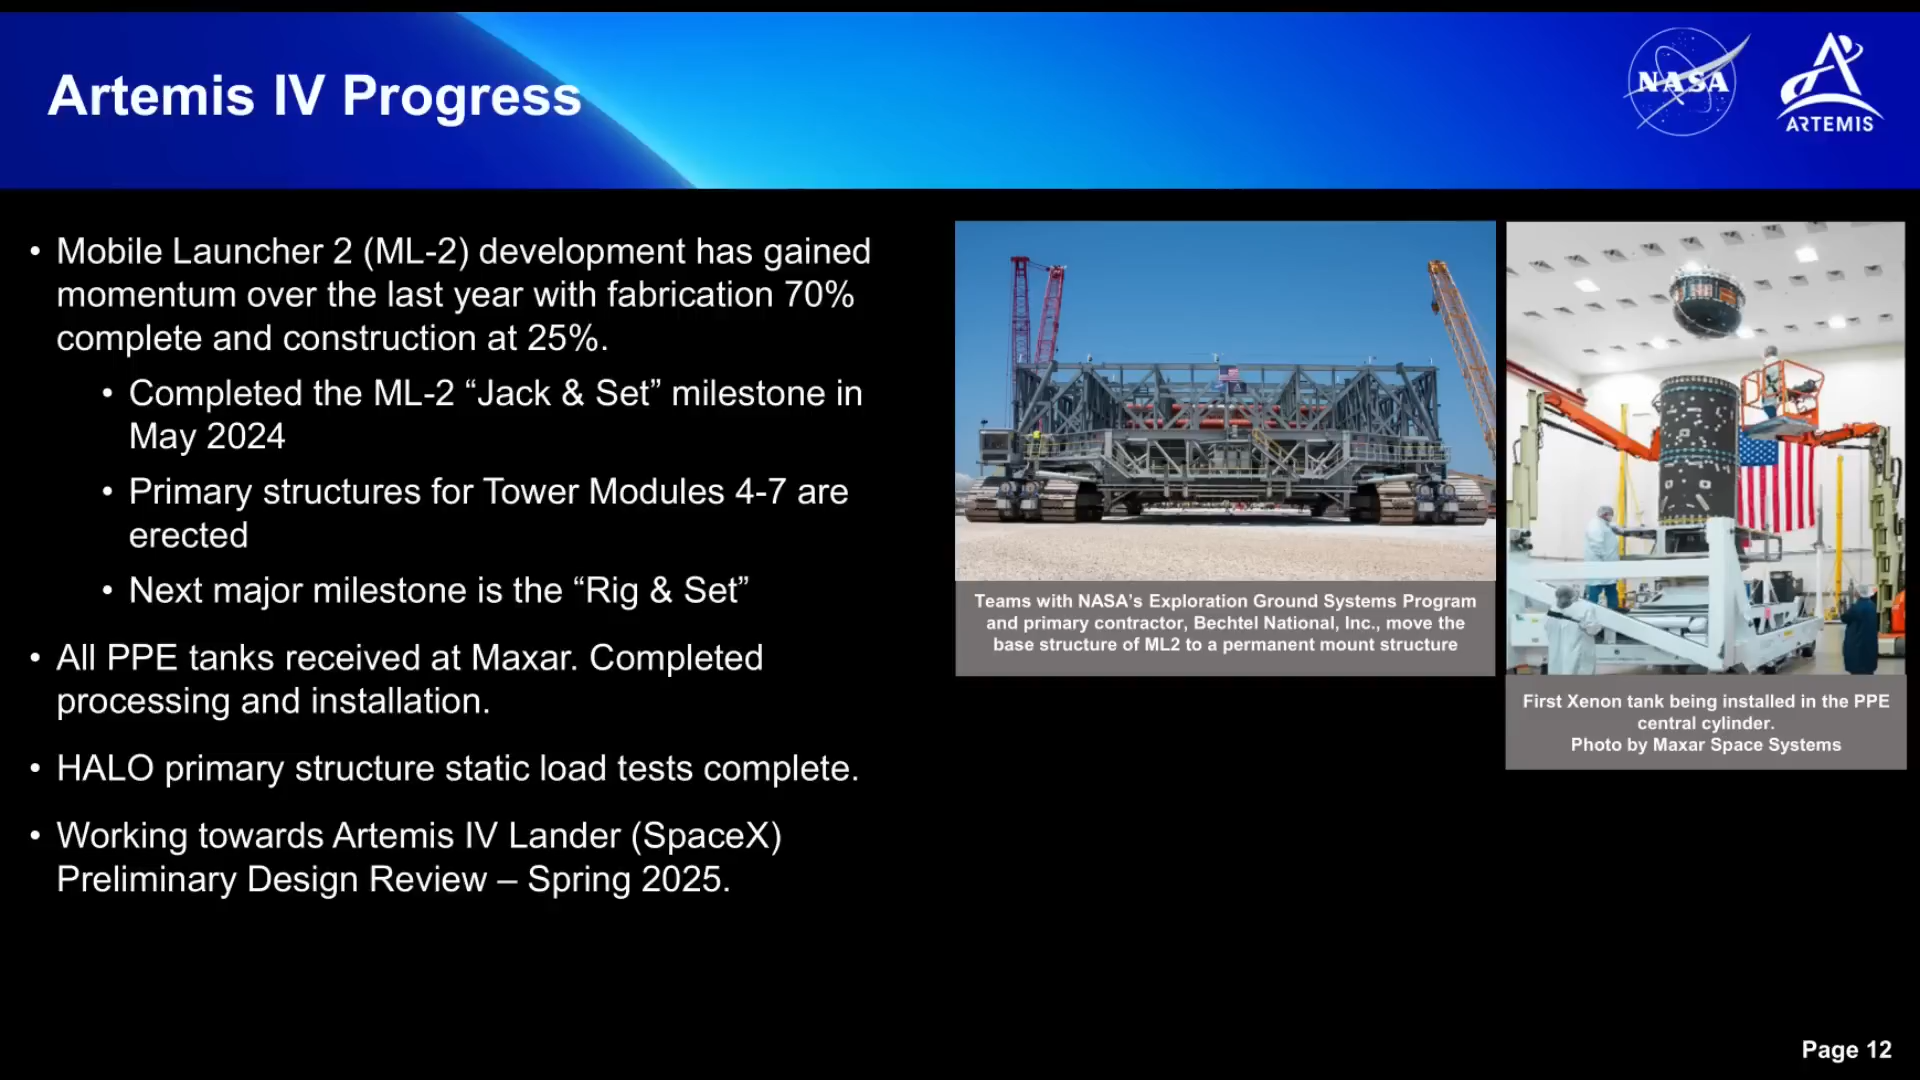 Artemis IV Progress
NASA
ARTEMIS
• Mobile Launcher 2 (ML-2) development has gained
momentum over the last year with fabrication 70%
complete and construction at 25%.
• Completed the ML-2 “Jack & Set” milestone in
May 2024
• Primary structures for Tower Modules 4-7 are
erected
• Next major milestone is the “Rig & Set”
• All PPE tanks received at Maxar. Completed
processing and installation.
• HALO primary structure static load tests complete.
• Working towards Artemis IV Lander (SpaceX)
Preliminary Design Review – Spring 2025.
Teams with NASA’s Exploration Ground Systems Program
and primary contractor, Bechtel National, Inc., move the
base structure of ML2 to a permanent mount structure
First Xenon tank being installed in the PPE
central cylinder.
Photo by Maxar Space Systems
Page 12